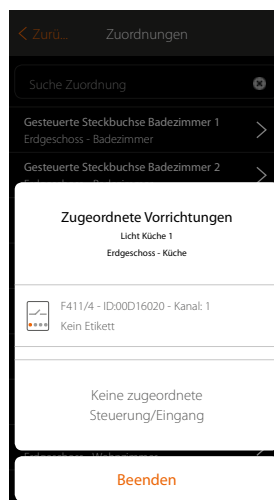 Zurü...
Zuordnungen
Suche Zuordnung
Gesteuerte Steckbuchse Badezimmer 1
Erdgeschoss - Badezimmer
Gesteuerte Steckbuchse Badezimmer 2
Zugeordnete Vorrichtungen
Licht Küche 1
Erdgeschoss - Küche
F411/4 - ID:00D16020 - Kanal: 1
Kein Etikett
Keine zugeordnete
Steuerung/Eingang
Beenden